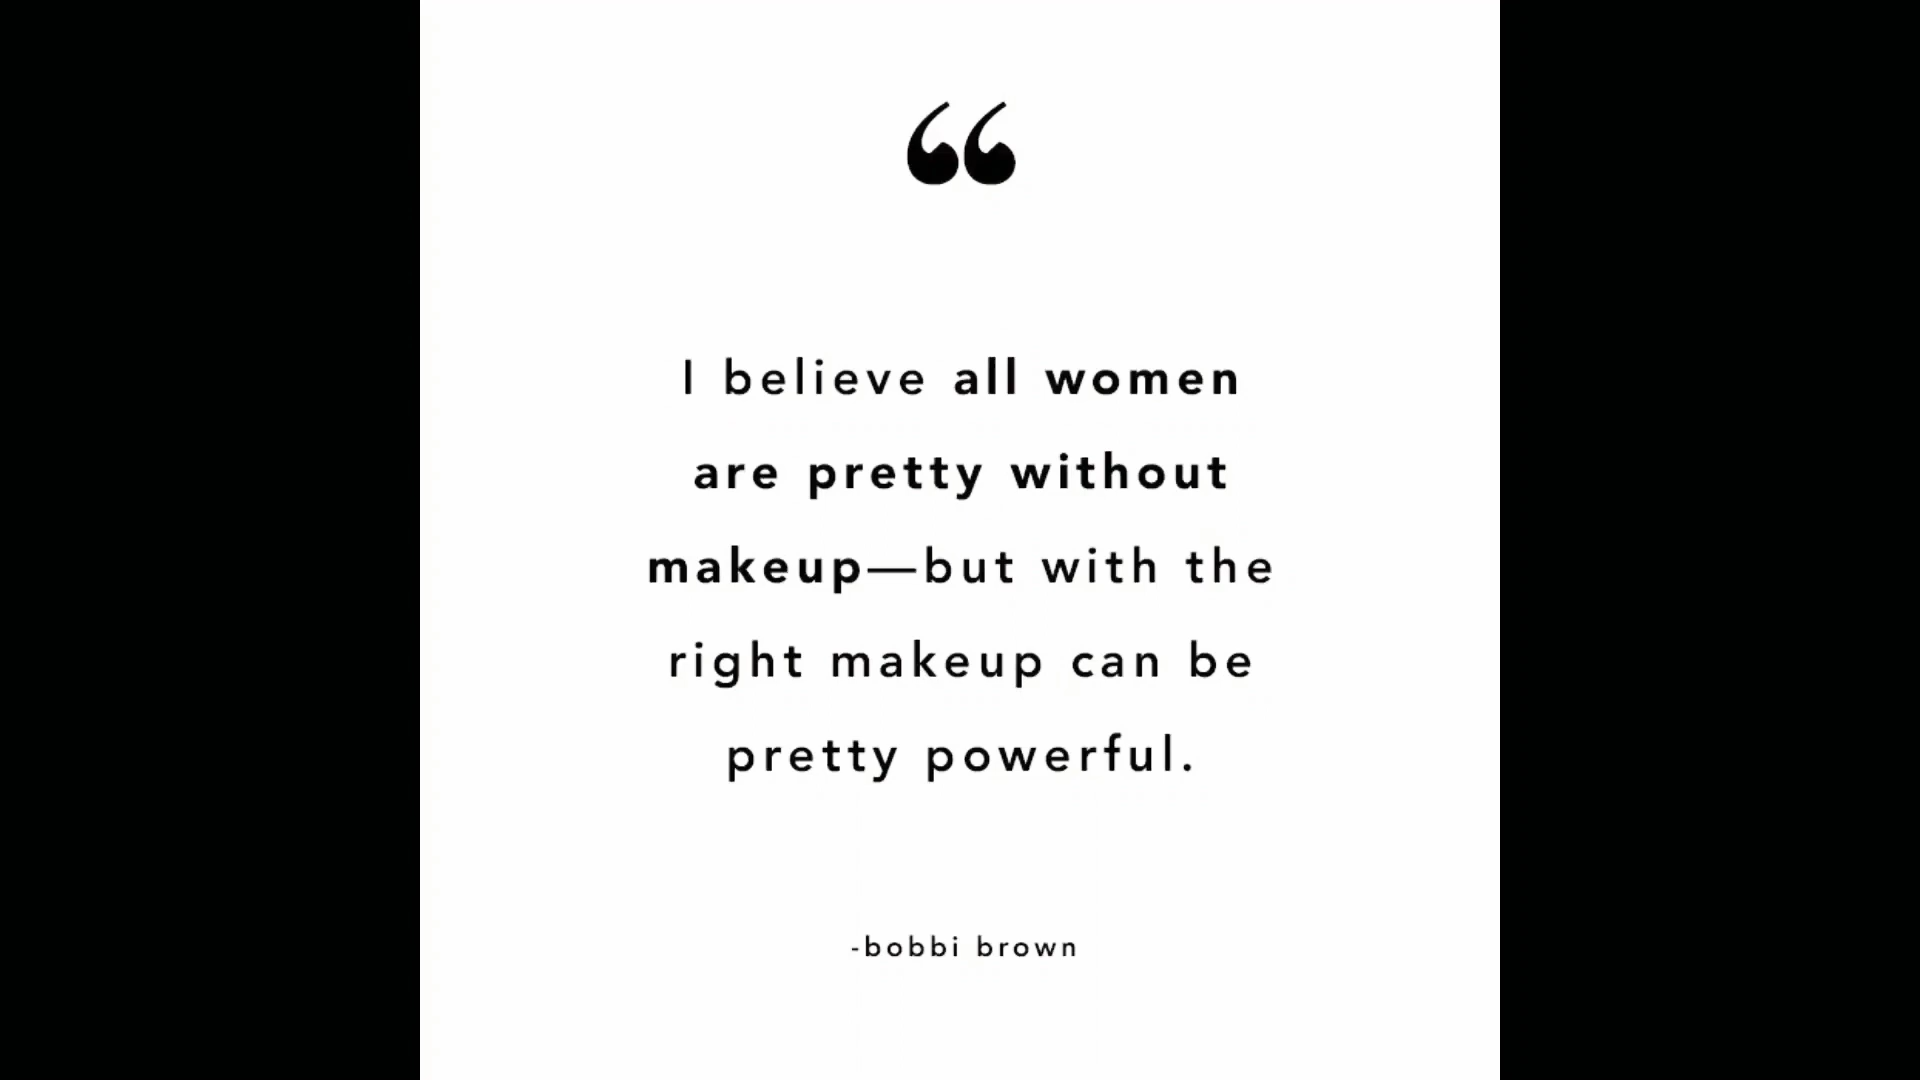 “
I believe all women
are pretty without
makeup—but with the
right makeup can be
pretty powerful.
-bobbi brown